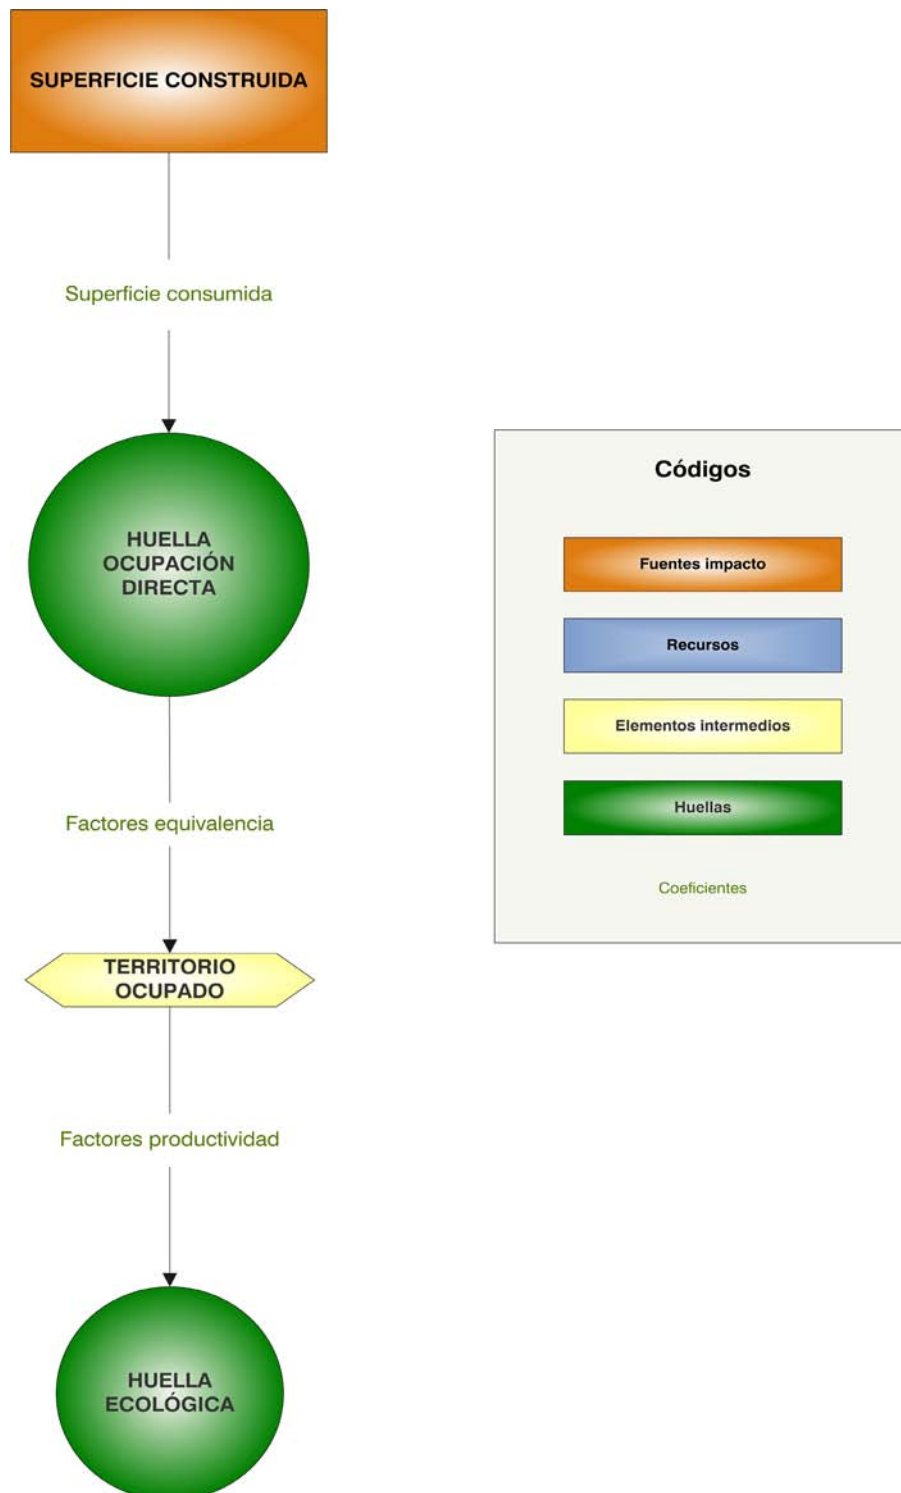 SUPERFICIE CONSTRUIDA
Superficie consumida
HUELLA
OCUPACIÓN
DIRECTA
Factores equivalencia
TERRITORIO
OCUPADO
Factores productividad
HUELLA
ECOLÓGICA
Códigos
Fuentes impacto
Recursos
Elementos intermedios
Huellas
Coeficientes